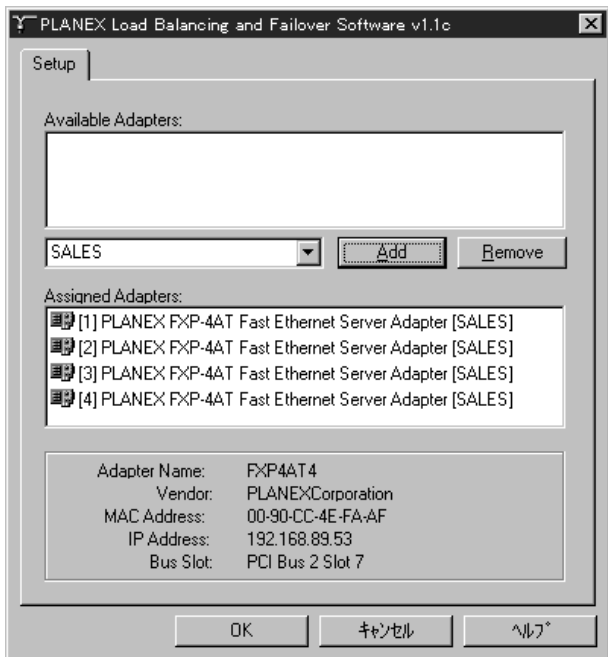 PLANEX Load Balancing and Failover Software v1.1c
Setup
Available Adapters:
SALES
Add
Remove
Assigned Adapters:
[1] PLANEX FXP-4AT Fast Ethernet Server Adapter [SALES]
[2] PLANEX FXP-4AT Fast Ethernet Server Adapter [SALES]
[3] PLANEX FXP-4AT Fast Ethernet Server Adapter [SALES]
[4] PLANEX FXP-4AT Fast Ethernet Server Adapter [SALES]
Adapter Name: FXP4AT4
Vendor: PLANEXCorporation
MAC Address: 00-90-CC-4E-FA-AF
IP Address: 192.168.89.53
Bus Slot: PCI Bus 2 Slot 7
OK
ｷｬﾝｾﾙ
ﾍﾙﾌﾟ